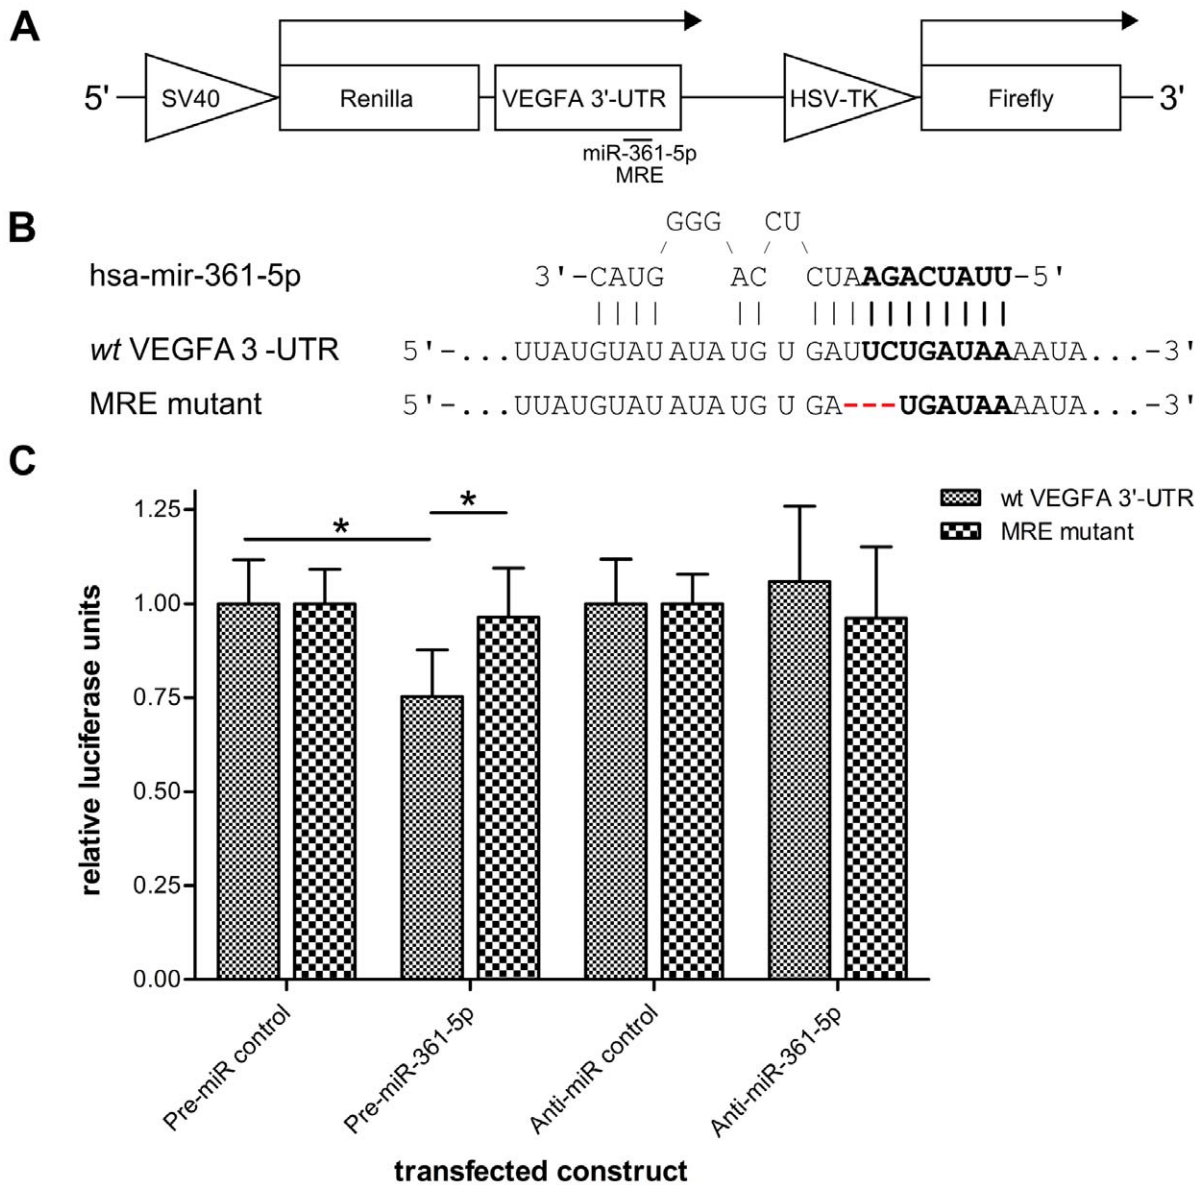 A
5' SV40 Renilla VEGFA 3'-UTR HSV-TK Firefly 3'
miR-361-5p
MRE
B
GGG CU
hsa-mir-361-5p 3'-CAUG AC CUAAGACUAUU-5'
wt VEGFA 3 -UTR 5'-...UUAUGUAU AUAUG U GAUUCUGAUAAAAUA...-3'
MRE mutant 5'-...UUAUGUAU AUAUG U GA---UGAUAAAAUA...-3'
C
relative luciferase units
1.25
1.00
0.75
0.50
0.25
0.00
*
*
wt VEGFA 3'-UTR
MRE mutant
Pre-miR control
Pre-miR-361-5p
Anti-miR control
Anti-miR-361-5p
transfected construct